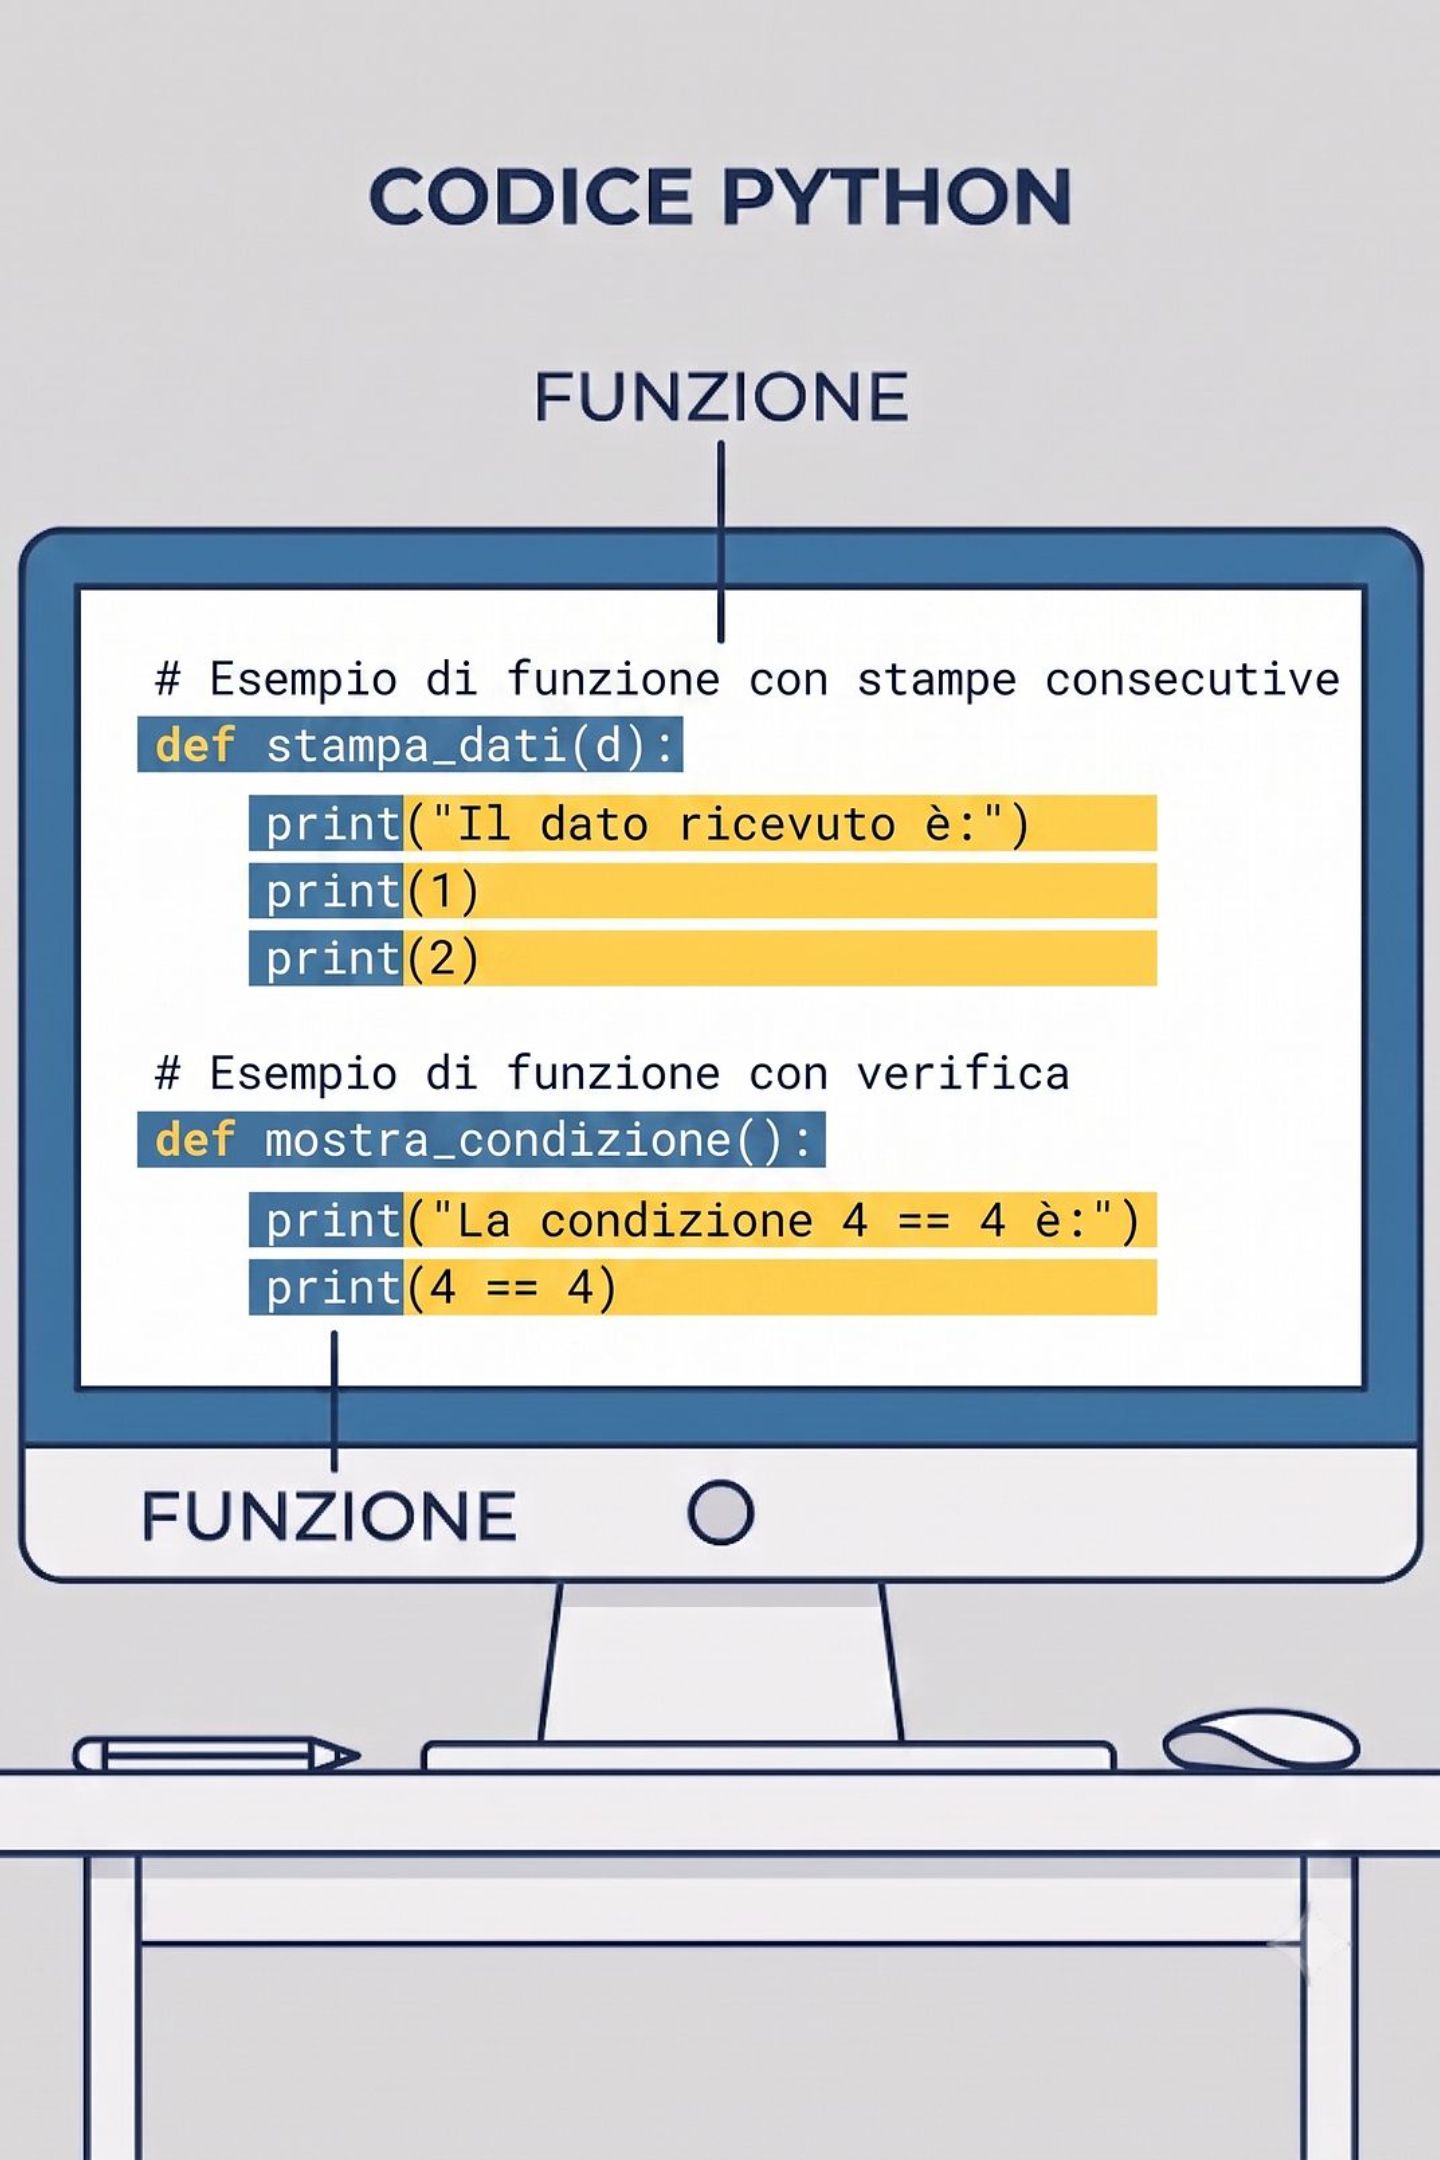 CODICE PYTHON
FUNZIONE
# Esempio di funzione con stampe consecutive
def stampa_dati(d):
print("Il dato ricevuto è:")
print(1)
print(2)
# Esempio di funzione con verifica
def mostra_condizione():
print("La condizione 4 == 4 è:")
print(4 == 4)
FUNZIONE